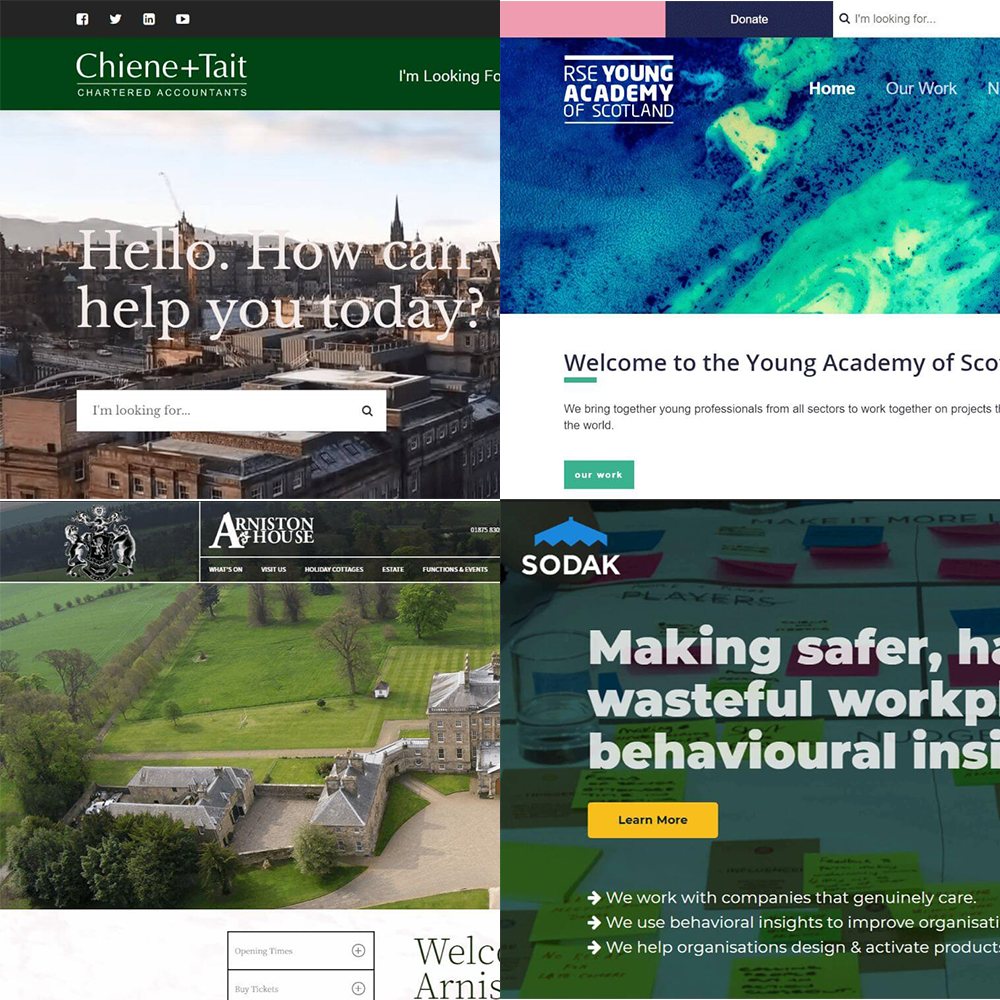 Chiene+Tait
CHARTERED ACCOUNTANTS
I'm Looking Fo
Hello. How can w
help you today?
I'm looking for...
Donate
I'm looking for...
RSE YOUNG
ACADEMY
OF SCOTLAND
Home Our Work N
Welcome to the Young Academy of Sco
We bring together young professionals from all sectors to work together on projects th
the world.
our work
ARNISTON
HOUSE
01875 830
WHAT'S ON VISIT US HOLIDAY COTTAGES ESTATE FUNCTIONS & EVENTS
Opening Times
Buy Tickets
Welc
Arnis
SODAK
MAKE IT MORE
PLAYERS
Making safer, ha
wasteful workpl
behavioural insi
Learn More
We work with companies that genuinely care.
We use behavioral insights to improve organisati
We help organisations design & activate products